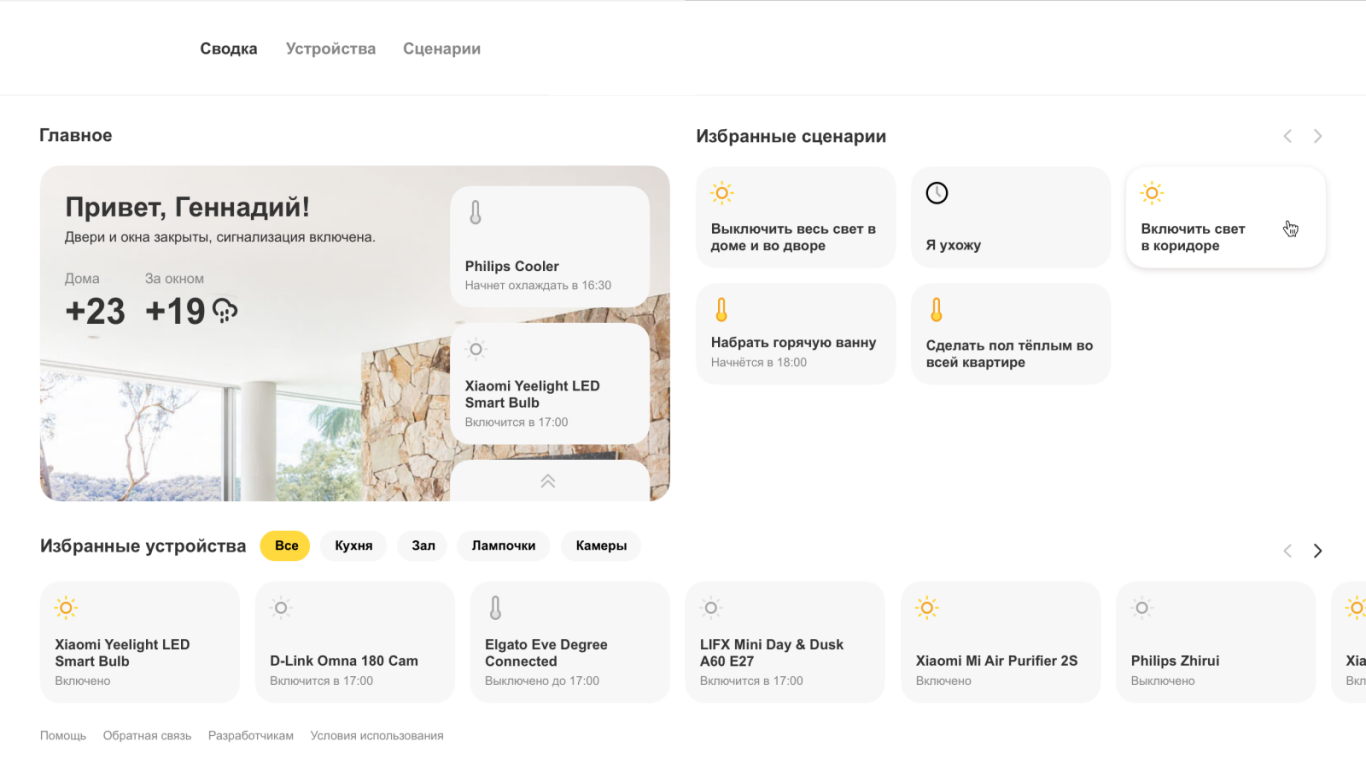 Сводка
Устройства
Сценарии
Главное
Привет, Геннадий!
Двери и окна закрыты, сигнализация включена.
Дома
За окном
+23
+19
Philips Cooler
Начнет охлаждать в 16:30
Xiaomi Yeelight LED
Smart Bulb
Включится в 17:00
Избранные сценарии
Выключить весь свет в
доме и во дворе
Я ухожу
Включить свет
в коридоре
Набрать горячую ванну
Начнётся в 18:00
Сделать пол тёплым во
всей квартире
Избранные устройства
Все
Кухня
Зал
Лампочки
Камеры
Xiaomi Yeelight LED
Smart Bulb
Включено
D-Link Omna 180 Cam
Включится в 17:00
Elgato Eve Degree
Connected
Выключено до 17:00
LIFX Mini Day & Dusk
A60 E27
Включится в 17:00
Xiaomi Mi Air Purifier 2S
Включено
Philips Zhirui
Выключено
Xia
Вкл
Помощь
Обратная связь
Разработчикам
Условия использования